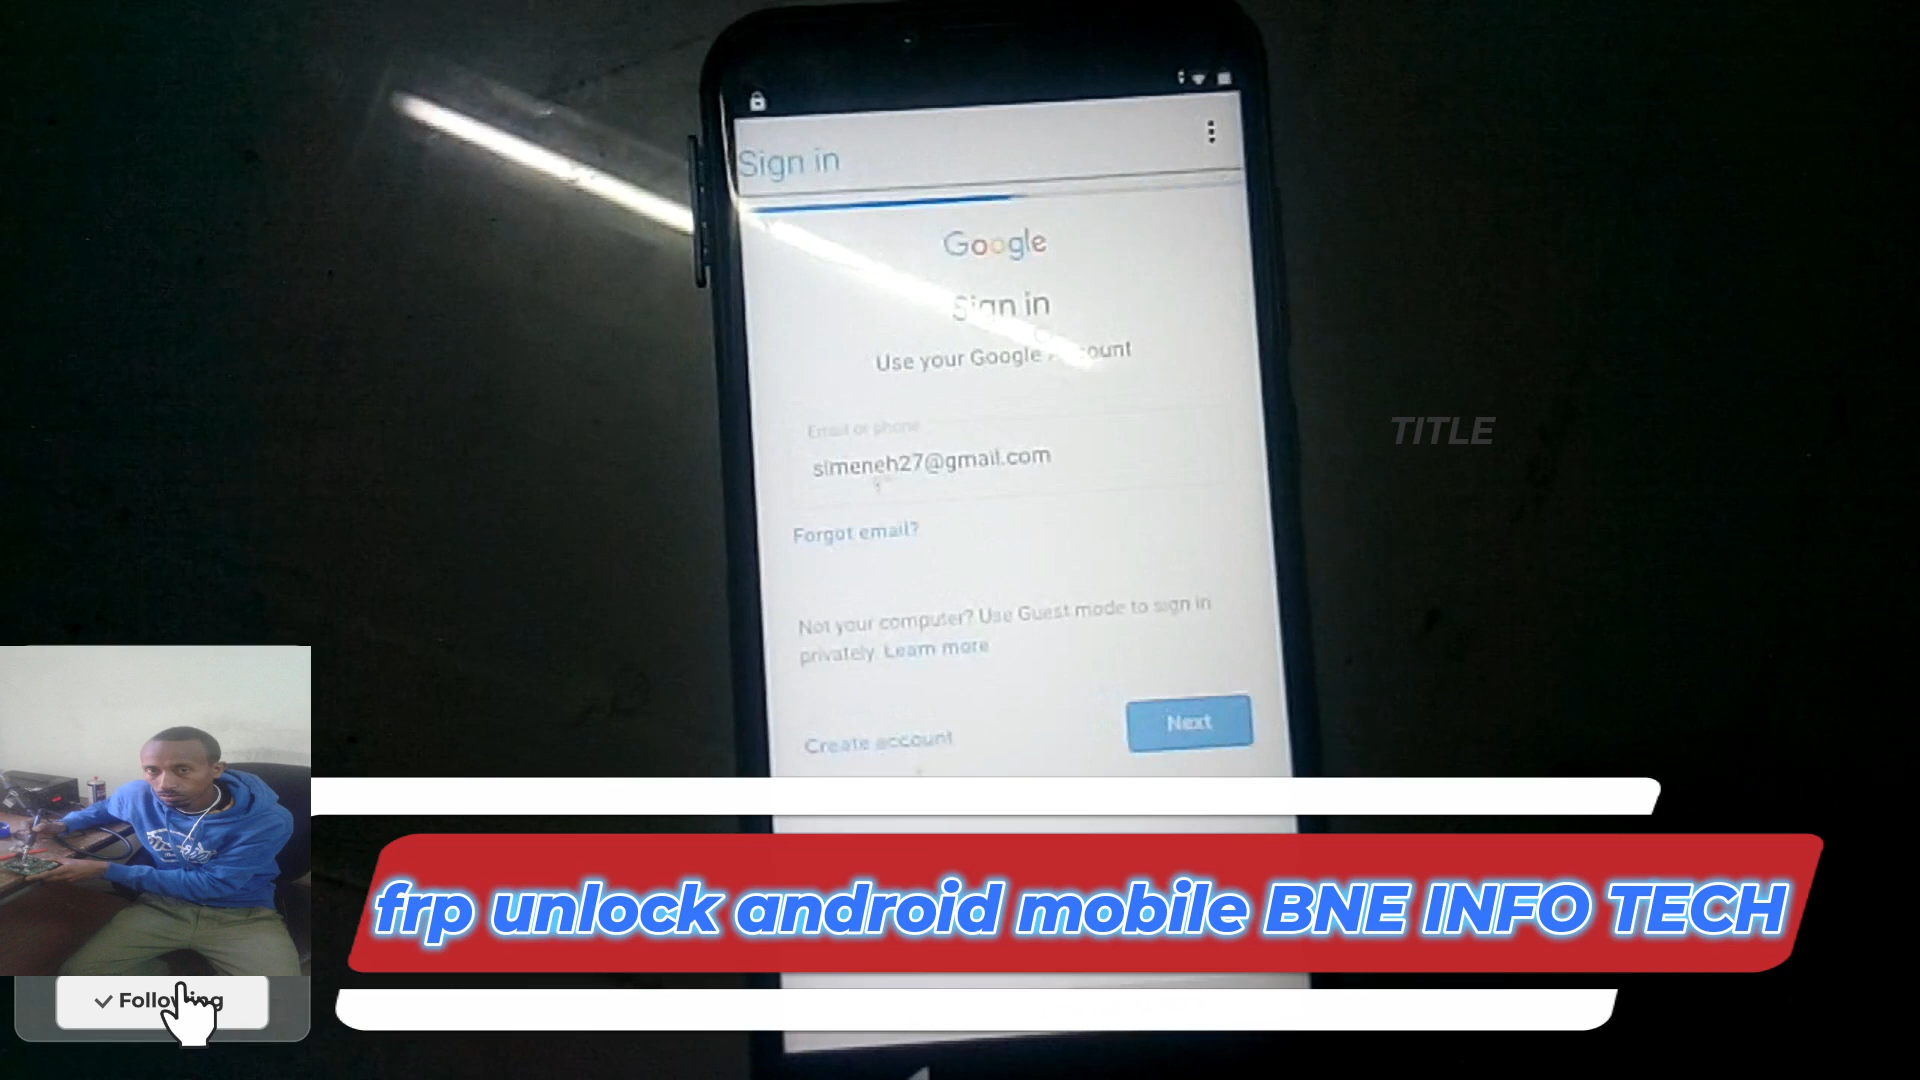 Sign in
Google
Sign in
Use your Google Account
Email or phone
simeneh27@gmail.com
Forgot email?
Not your computer? Use Guest mode to sign in
privately. Learn more
Create account
Next
TITLE
Following
frp unlock android mobile BNE INFO TECH